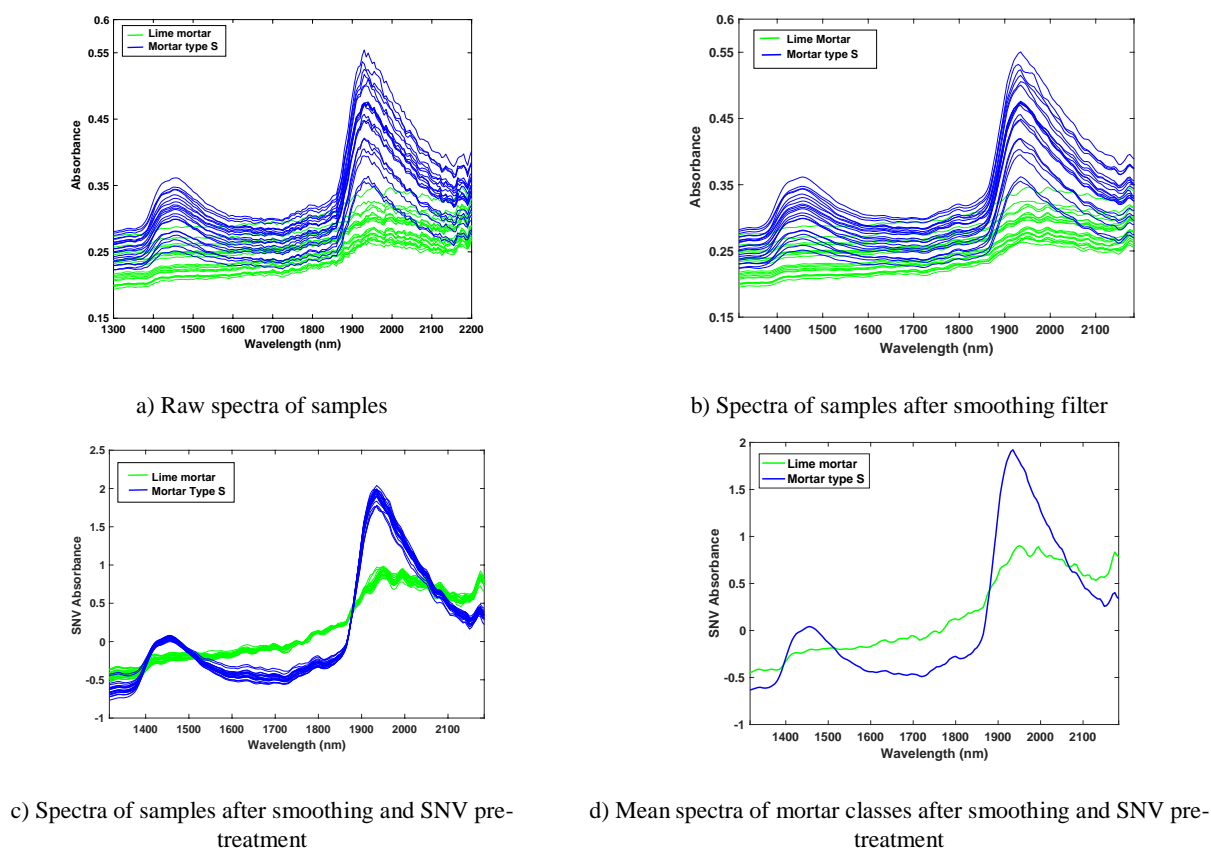 0.6
Lime Mortar
Mortar type S
0.55
0.45
Absorbance
0.35
0.25
0.15
1300 1400 1500 1600 1700 1800 1900 2000 2100 2200
Wavelength (nm)
a) Raw spectra of samples
0.6
Lime Mortar
Mortar type S
0.55
0.45
Absorbance
0.35
0.25
0.15
1400 1500 1600 1700 1800 1900 2000 2100
Wavelength (nm)
b) Spectra of samples after smoothing filter
2.5
Lime mortar
Mortar Type S
2
1.5
1
SNV Absorbance
0.5
0
-0.5
-1
1400 1500 1600 1700 1800 1900 2000 2100
Wavelength (nm)
c) Spectra of samples after smoothing and SNV pre-
treatment
2
Lime mortar
Mortar type S
1.5
1
SNV Absorbance
0.5
0
-0.5
-1
1400 1500 1600 1700 1800 1900 2000 2100
Wavelength (nm)
d) Mean spectra of mortar classes after smoothing and SNV pre-
treatment